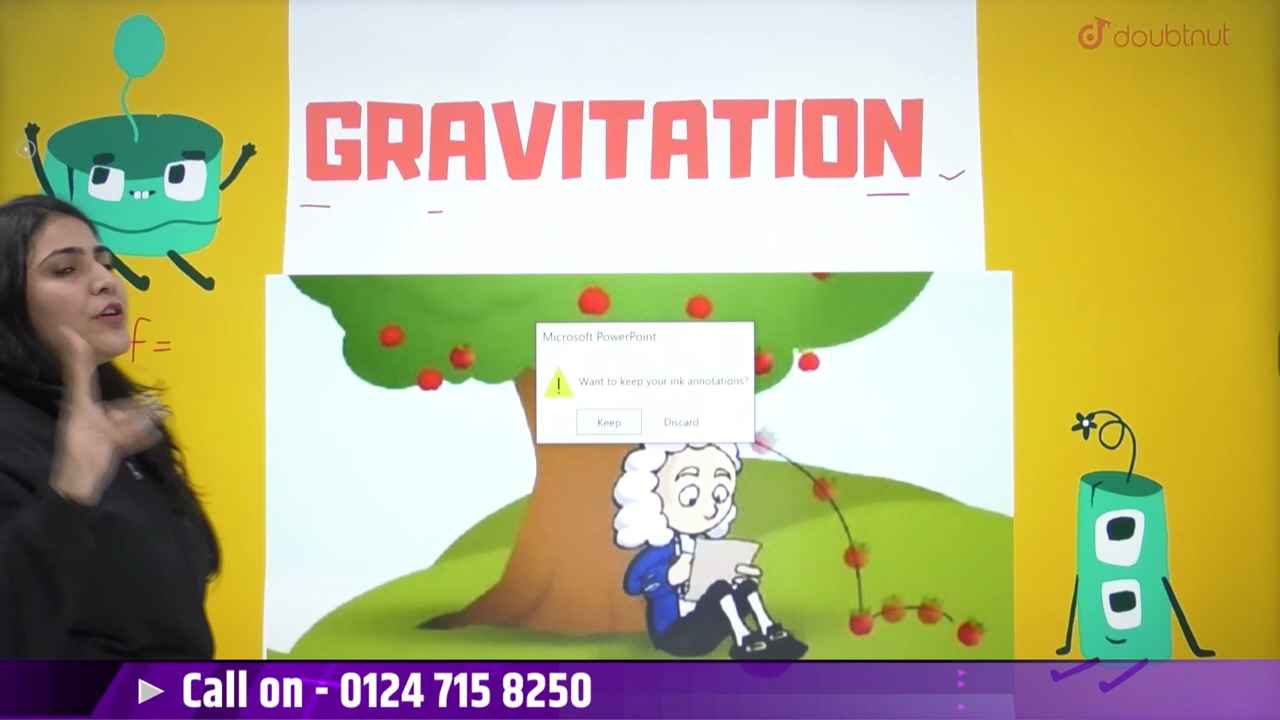 doubtnut
GRAVITATION
f =
Microsoft PowerPoint
Want to keep your ink annotations?
Keep
Discard
Call on - 0124 715 8250